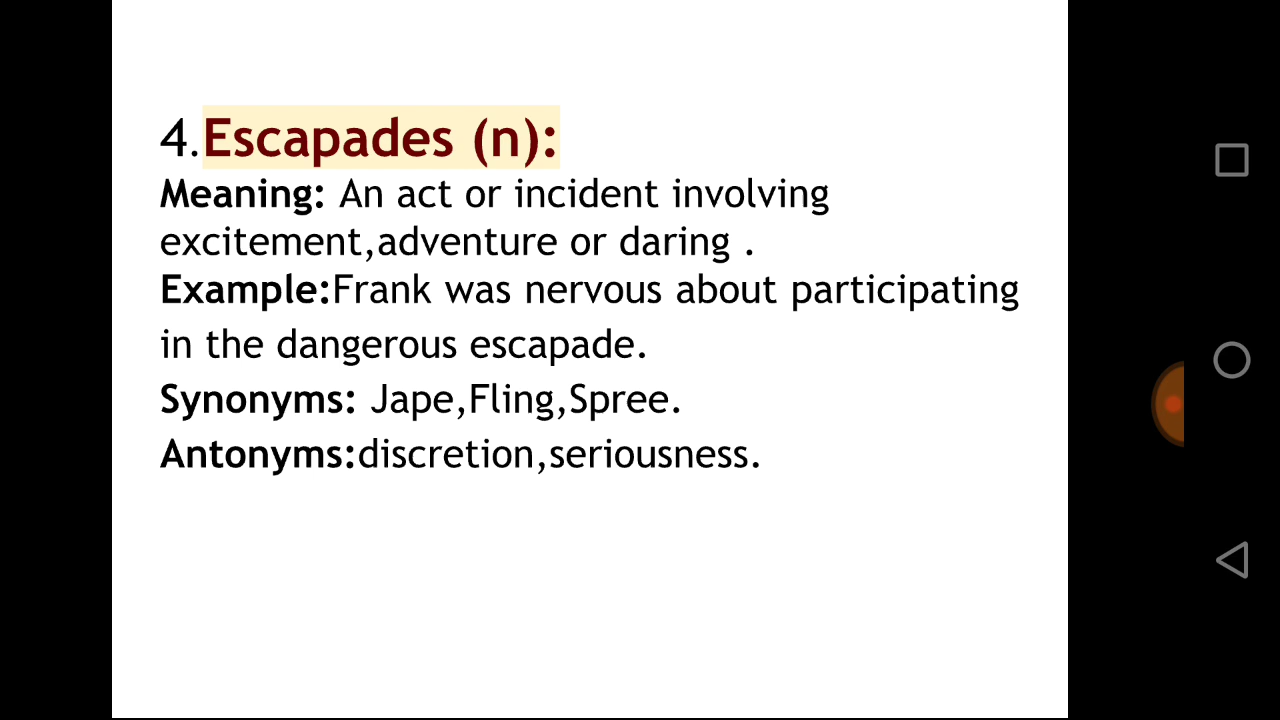 4.Escapades (n):
Meaning: An act or incident involving
excitement,adventure or daring .
Example:Frank was nervous about participating
in the dangerous escapade.
Synonyms: Jape,Fling,Spree.
Antonyms:discretion,seriousness.